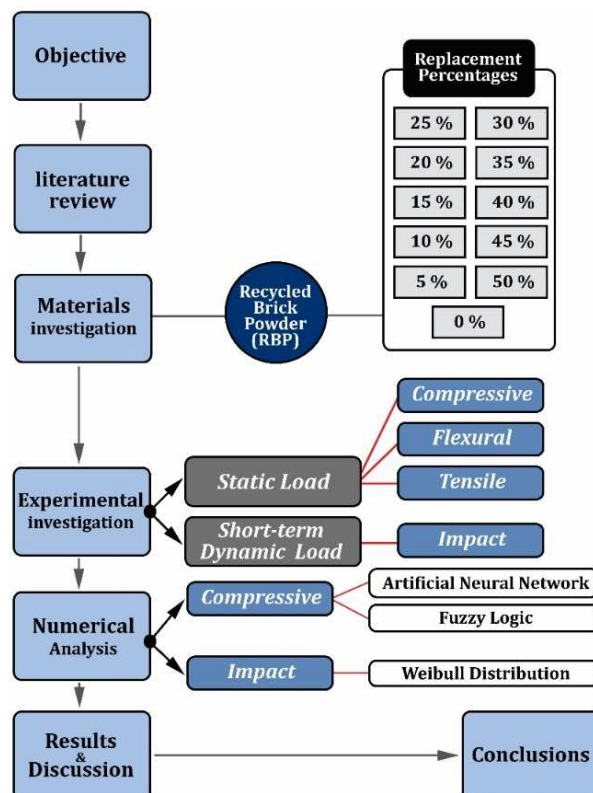 Objective
literature
review
Materials
investigation
Recycled
Brick
Powder
(RBP)
Replacement
Percentages
25 % 30 %
20 % 35 %
15 % 40 %
10 % 45 %
5 % 50 %
0 %
Experimental
investigation
Static Load
Compressive
Flexural
Tensile
Short-term
Dynamic Load
Impact
Numerical
Analysis
Compressive
Artificial Neural Network
Fuzzy Logic
Impact
Weibull Distribution
Results
&
Discussion
Conclusions